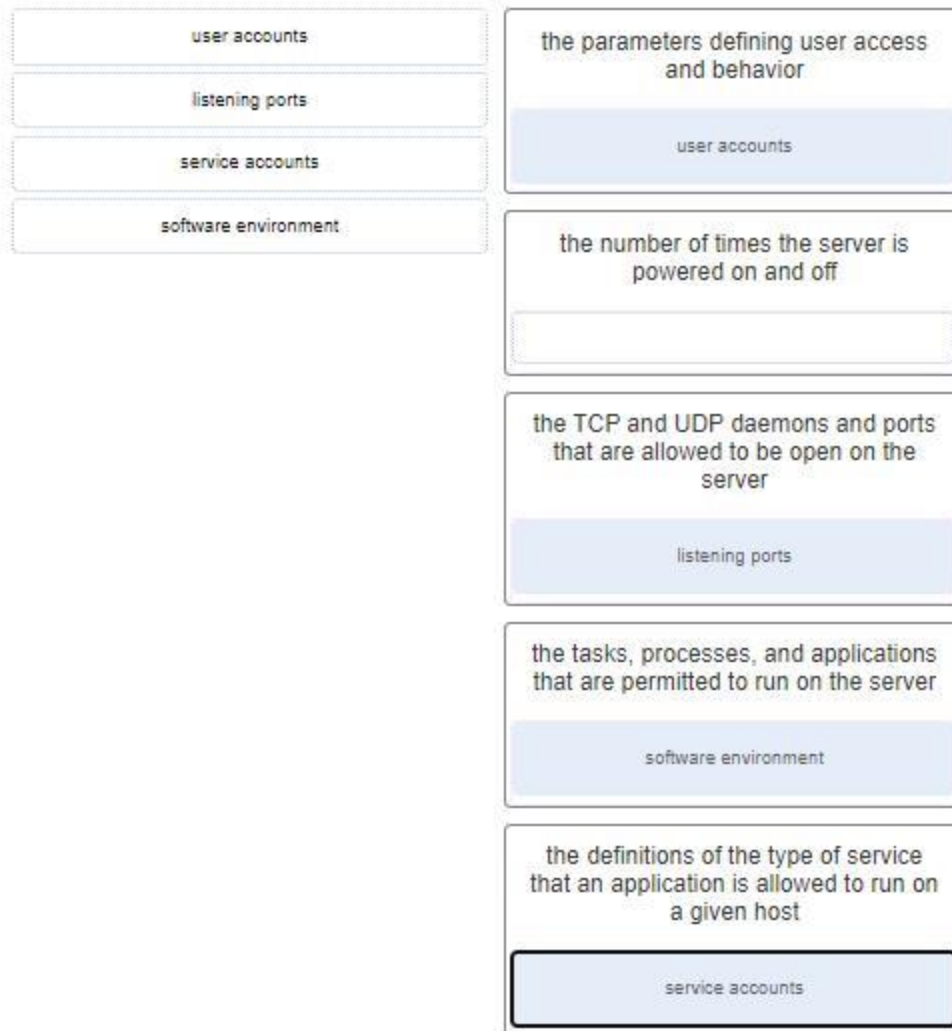 user accounts
listening ports
service accounts
software environment
the parameters defining user access
and behavior
user accounts
the number of times the server is
powered on and off
the TCP and UDP daemons and ports
that are allowed to be open on the
server
listening ports
the tasks, processes, and applications
that are permitted to run on the server
software environment
the definitions of the type of service
that an application is allowed to run on
a given host
service accounts